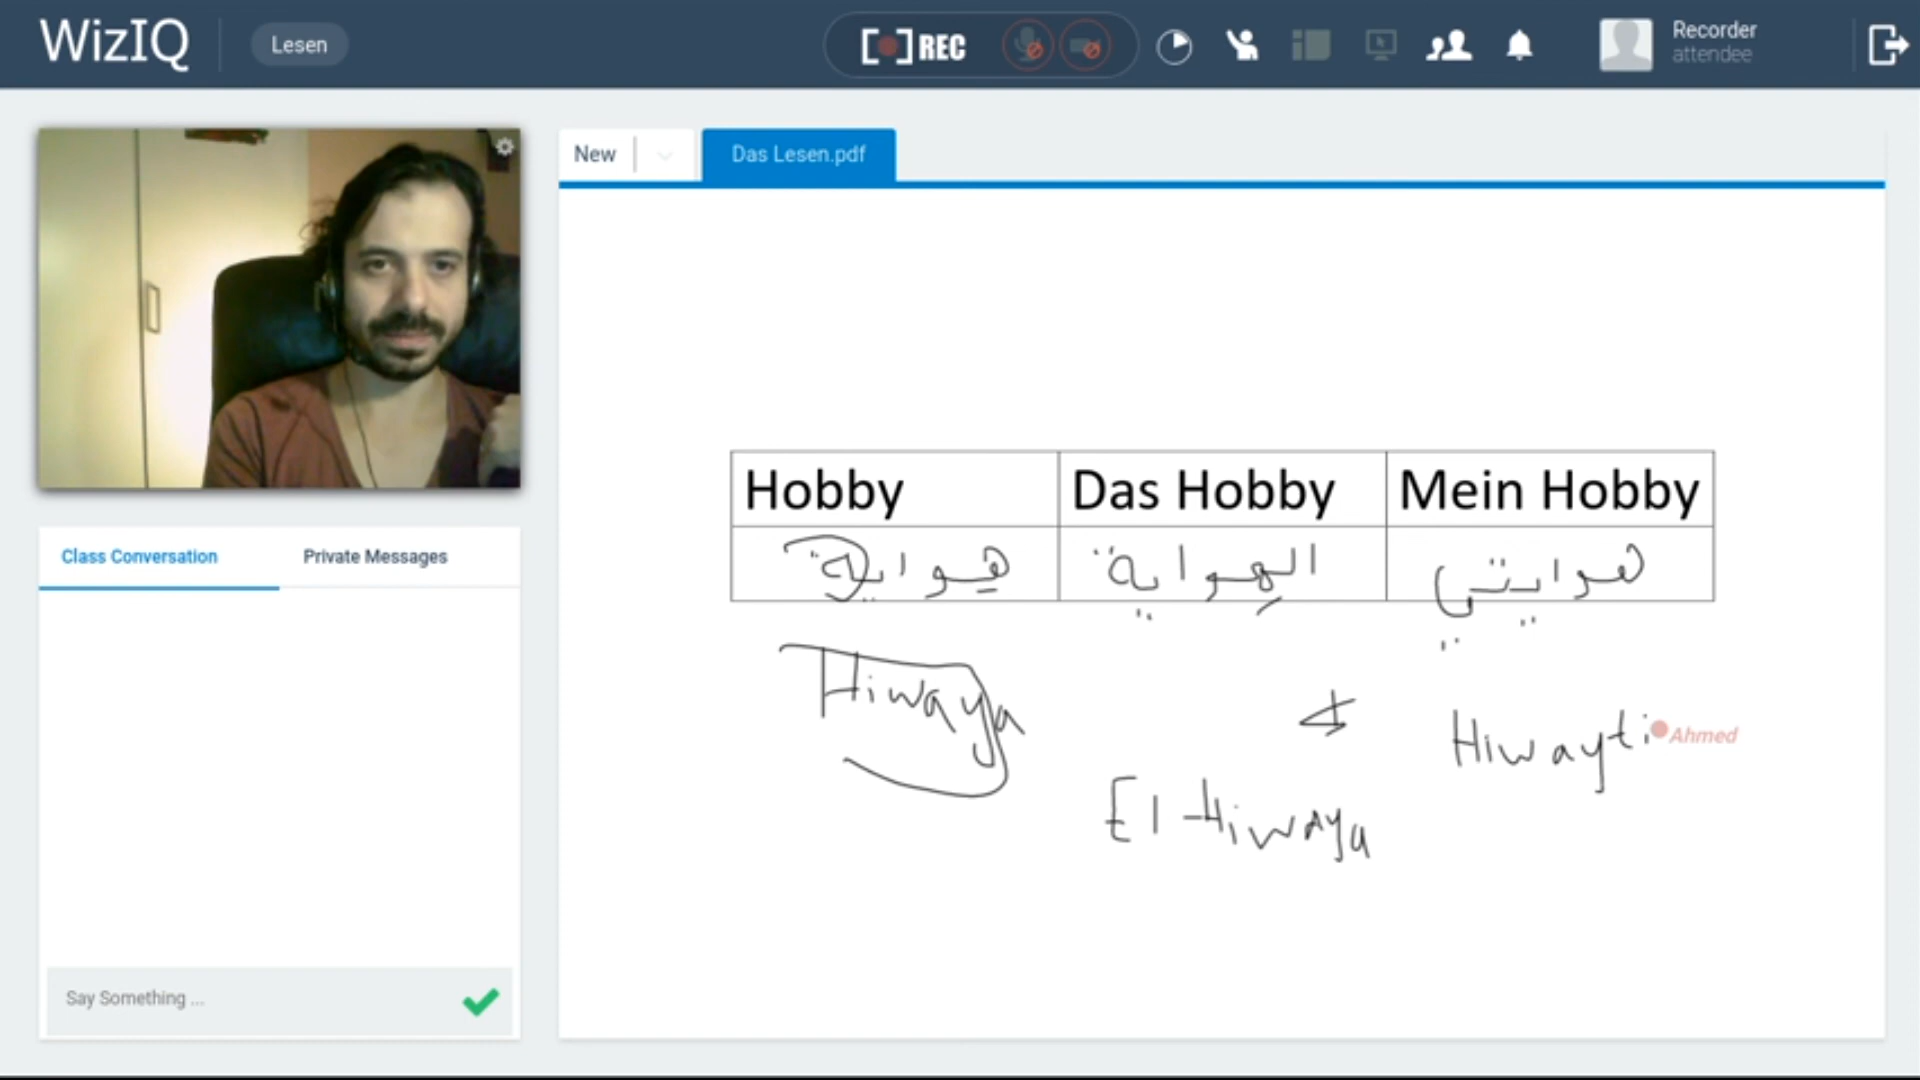 WizIQ
Lesen
REC
Recorder
attendee
New
Das Lesen.pdf
Hobby Das Hobby Mein Hobby
هوايتي الهواية هواية
Hiwaya
Hiwayti
Ahmed
El-Hiwaya
Class Conversation
Private Messages
Say Something ...